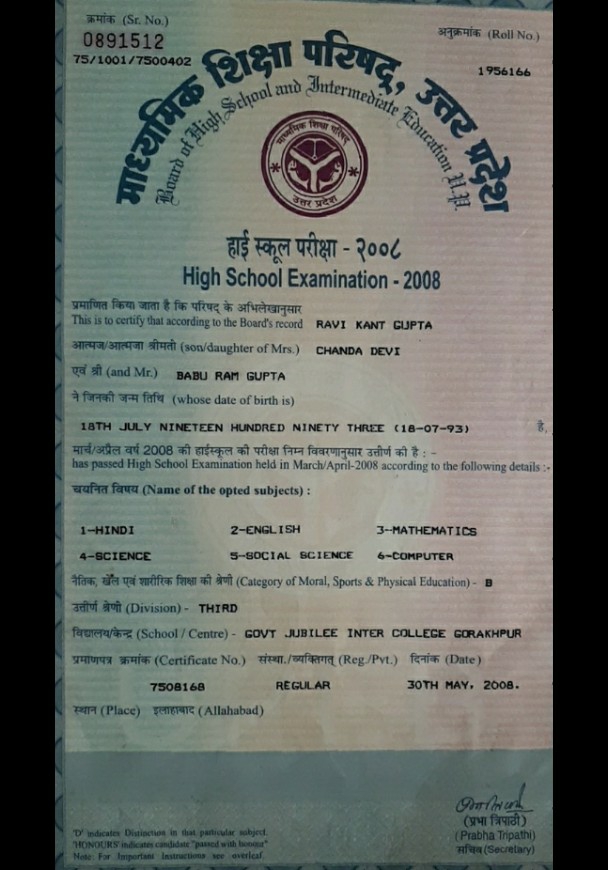 क्रमांक (Sr. No.)
अनुक्रमांक (Roll No.)
0891512
75/1001/7500402
1956166
माध्यमिक शिक्षा परिषद्, उत्तर प्रदेश
Board of High School and Intermediate Education U.P.
माध्यमिक शिक्षा परिषद
उत्तर प्रदेश
हाई स्कूल परीक्षा - २००८
High School Examination - 2008
प्रमाणित किया जाता है कि परिषद् के अभिलेखानुसार
This is to certify that according to the Board's record RAVI KANT GUPTA
आत्मज/आत्मजा श्रीमती (son/daughter of Mrs.) CHANDA DEVI
एवं श्री (and Mr.) BABU RAM GUPTA
ने जिनकी जन्म तिथि (whose date of birth is)
18TH JULY NINETEEN HUNDRED NINETY THREE (18-07-93) है,
मार्च/अप्रैल वर्ष 2008 की हाईस्कूल की परीक्षा निम्न विवरणानुसार उत्तीर्ण की है : -
has passed High School Examination held in March/April-2008 according to the following details :-
चयनित विषय (Name of the opted subjects) :
1-HINDI 2-ENGLISH 3-MATHEMATICS
4-SCIENCE 5-SOCIAL SCIENCE 6-COMPUTER
नैतिक, खेल एवं शारीरिक शिक्षा की श्रेणी (Category of Moral, Sports & Physical Education) - B
उत्तीर्ण श्रेणी (Division) - THIRD
विद्यालय/केन्द्र (School / Centre) - GOVT JUBILEE INTER COLLEGE GORAKHPUR
प्रमाणपत्र क्रमांक (Certificate No.) संस्था./व्यक्तिगत् (Reg./Pvt.) दिनांक (Date)
7508168 REGULAR 30TH MAY, 2008.
स्थान (Place) इलाहाबाद (Allahabad)
(प्रभा त्रिपाठी)
(Prabha Tripathi)
सचिव (Secretary)
'D' indicates Distinction in that particular subject.
'HONOURS' indicates candidate "passed with honour"
Note: For Important Instructions see overleaf.